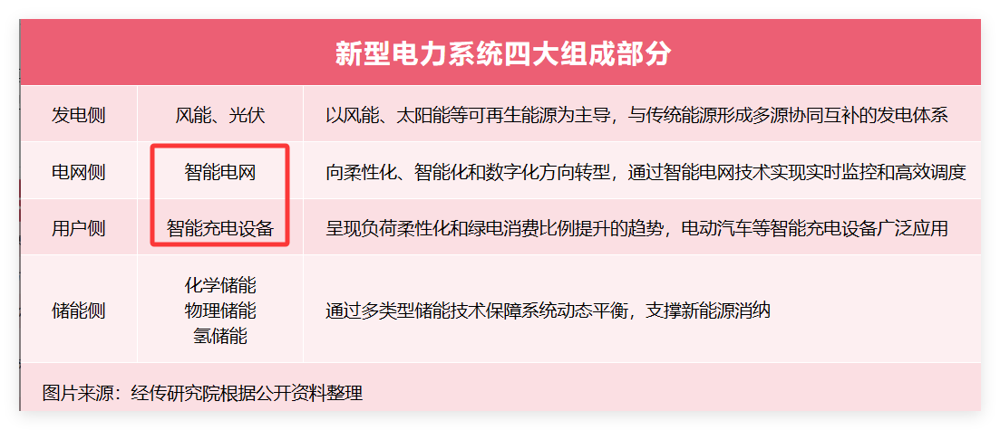 新型电力系统四大组成部分
发电侧 风能、光伏 以风能、太阳能等可再生能源为主导，与传统能源形成多源协同互补的发电体系
电网侧 智能电网 向柔性化、智能化和数字化方向转型，通过智能电网技术实现实时监控和高效调度
用户侧 智能充电设备 呈现负荷柔性化和绿电消费比例提升的趋势，电动汽车等智能充电设备广泛应用
储能侧 化学储能
物理储能
氢储能
通过多类型储能技术保障系统动态平衡，支撑新能源消纳
图片来源：经传研究院根据公开资料整理